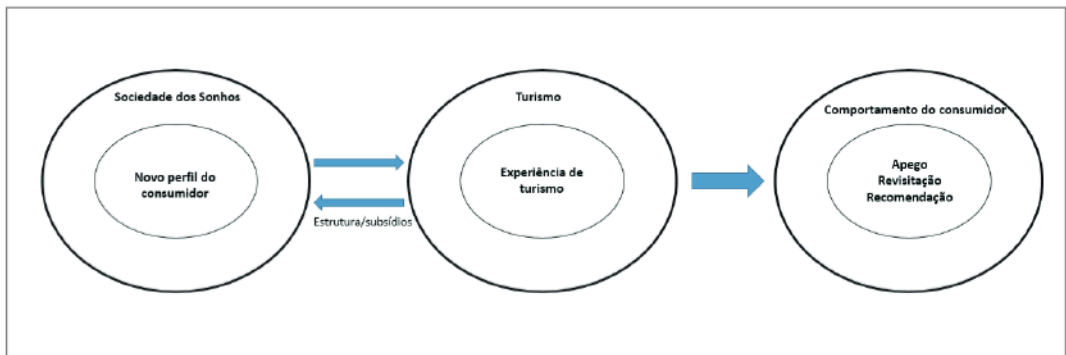 Sociedade dos Sonhos
Novo perfil do
consumidor
Estrutura/subsídios
Turismo
Experiência de
turismo
Comportamento do consumidor
Apego
Revisitação
Recomendação